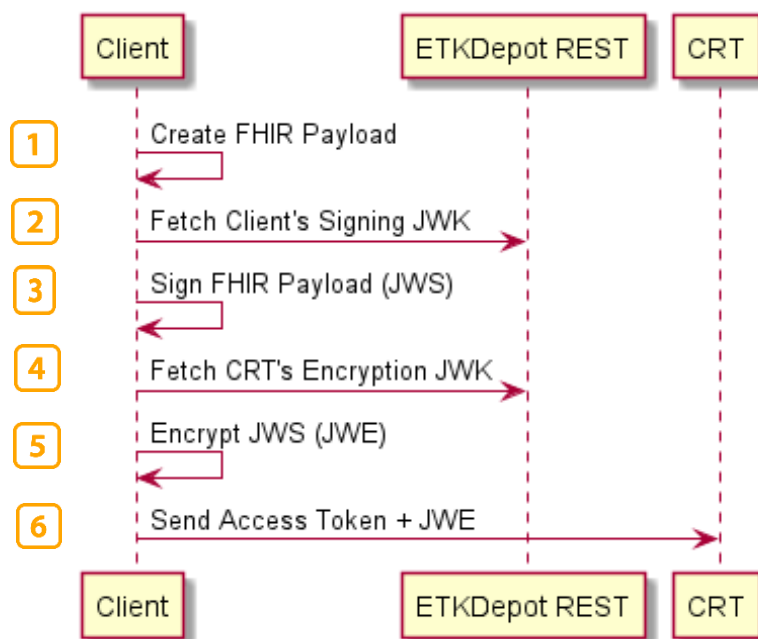 Client ETKDepot REST CRT
1 Create FHIR Payload
2 Fetch Client's Signing JWK
3 Sign FHIR Payload (JWS)
4 Fetch CRT's Encryption JWK
5 Encrypt JWS (JWE)
6 Send Access Token + JWE
Client ETKDepot REST CRT